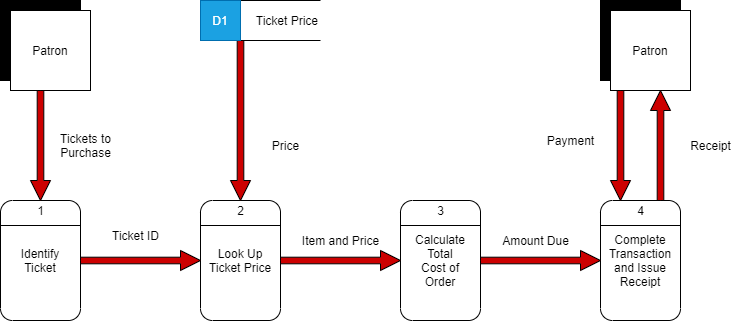 Patron
D1
Ticket Price
Patron
Tickets to
Purchase
Price
Payment
Receipt
1
Identify
Ticket
Ticket ID
2
Look Up
Ticket Price
Item and Price
3
Calculate
Total
Cost of
Order
Amount Due
4
Complete
Transaction
and Issue
Receipt